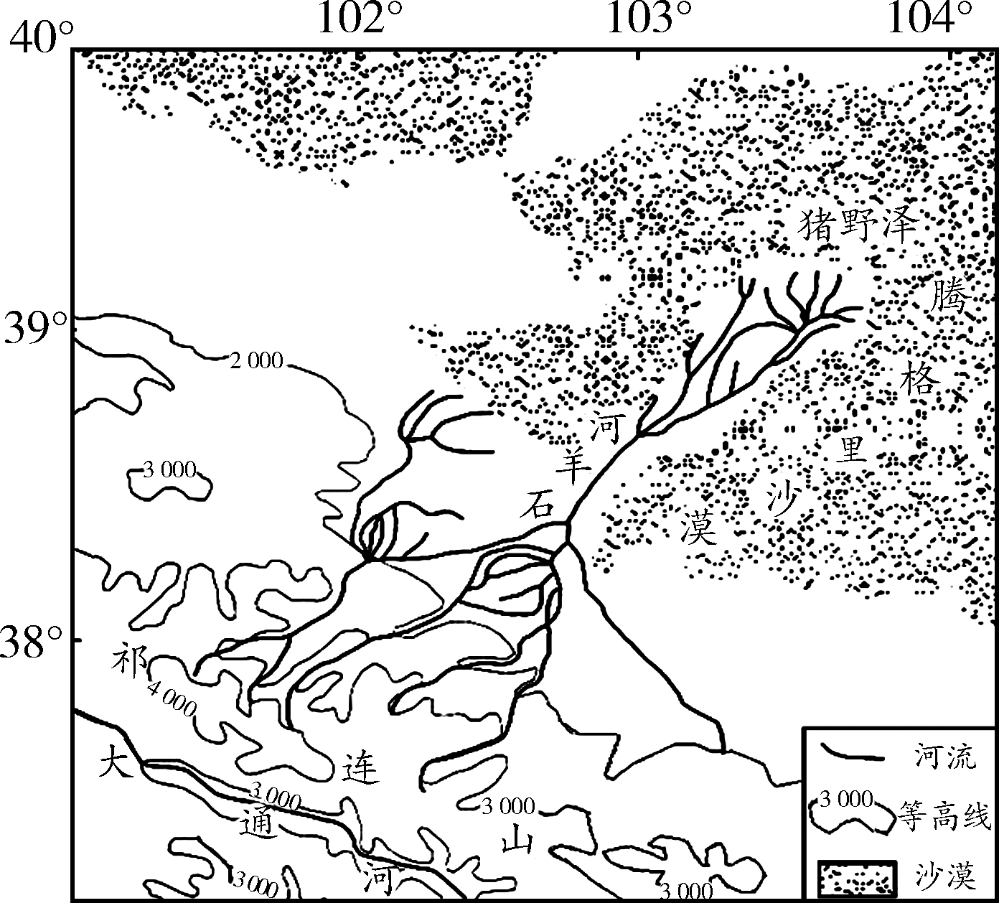 102° 103° 104°
40°
猪野泽
腾
39°
2 000
格
河
里
羊
3 000
沙
石
漠
38°
祁
4 000
大
连
3 000
3 000
通
山
河
3 000
3 000
河流
3 000
等高线
沙漠